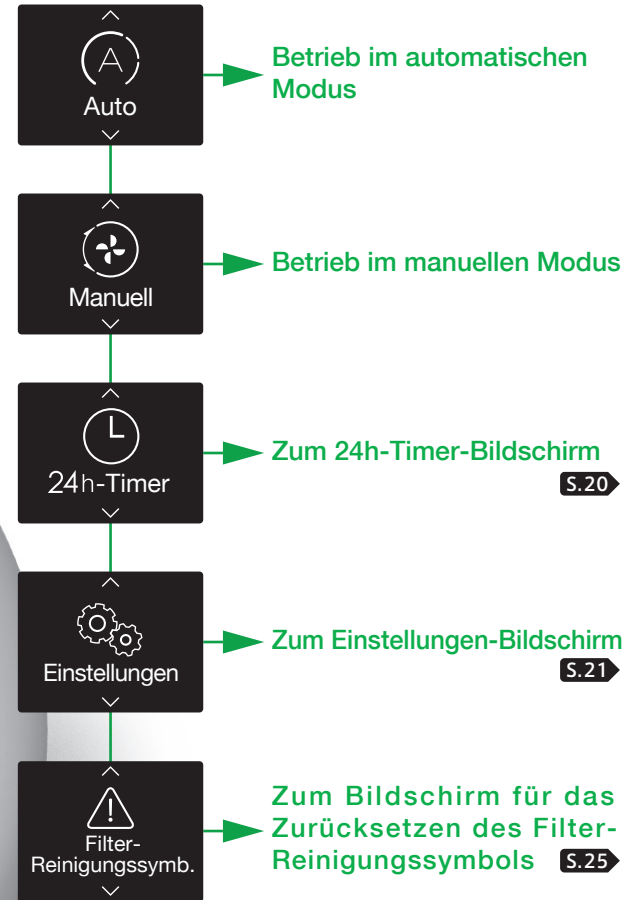 A
Auto
Betrieb im automatischen
Modus
Manuell
Betrieb im manuellen Modus
24h-Timer
Zum 24h-Timer-Bildschirm
S.20
Einstellungen
Zum Einstellungen-Bildschirm
S.21
Filter-
Reinigungssymb.
Zum Bildschirm für das
Zurücksetzen des Filter-
Reinigungssymbols S.25